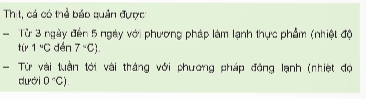 Thịt, cá có thể bảo quản được:
– Từ 3 ngày đến 5 ngày với phương pháp làm lạnh thực phẩm (nhiệt độ
từ 1 °C đến 7 °C).
– Từ vài tuần tới vài tháng với phương pháp đông lạnh (nhiệt độ
dưới 0 °C).